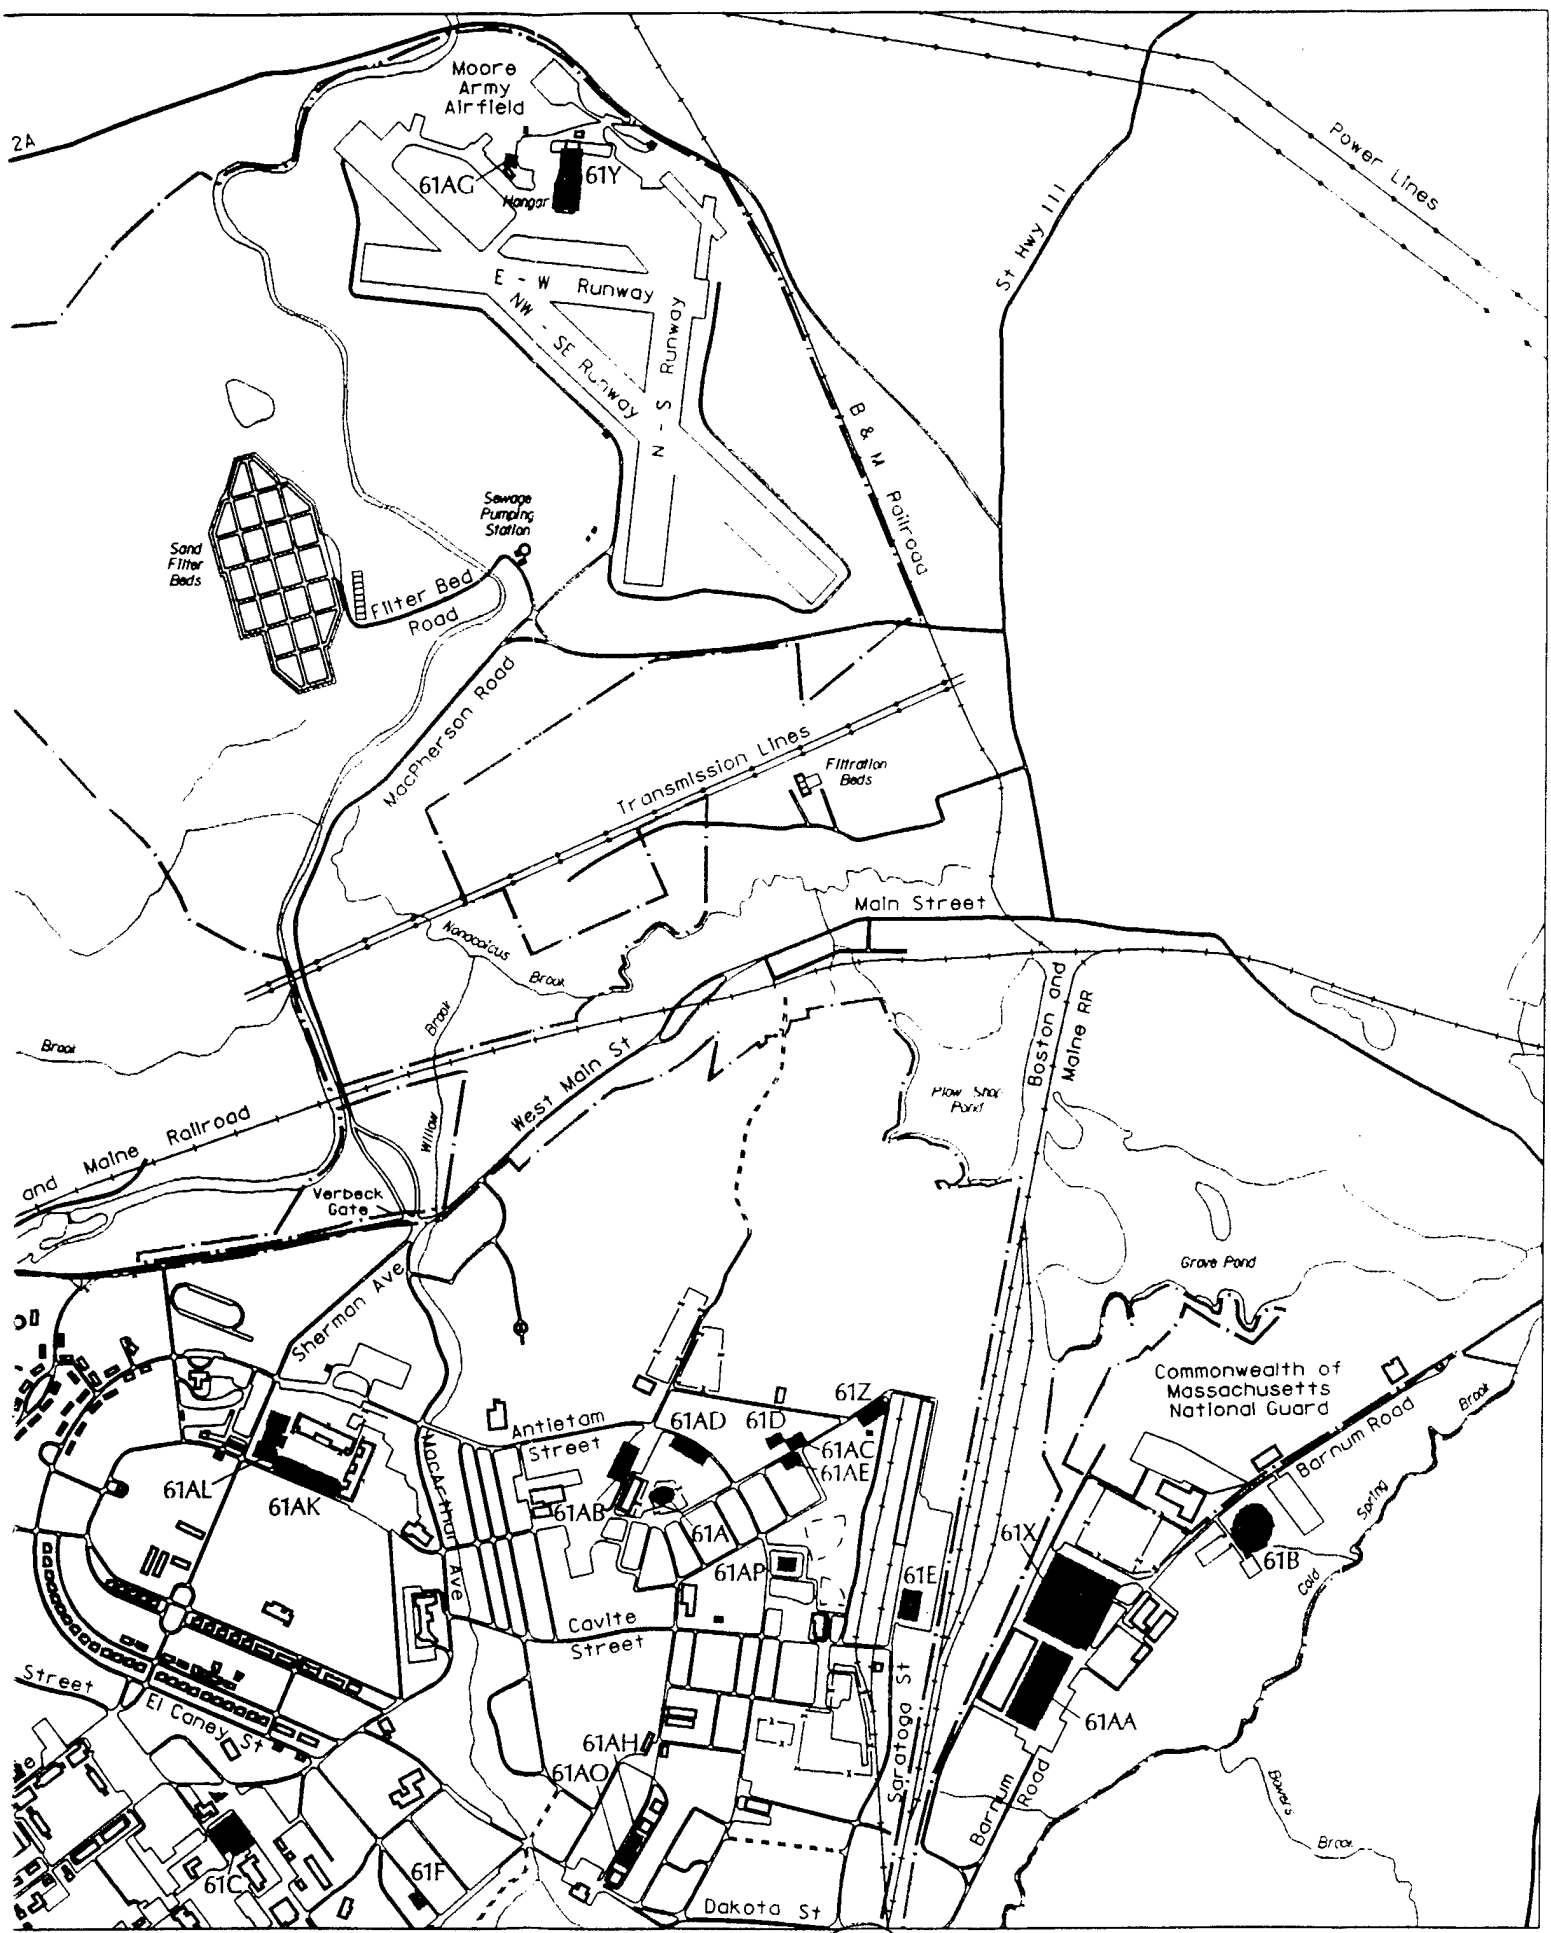 Moore
Army
Airfield
2A
61AG
61Y
Hangar
Power Lines
St Hwy 111
E - W Runway
NW - SE Runway
N - S Runway
B & M Railroad
Sewage
Pumping
Station
Sand
Filter
Beds
Filter Bed
Road
MacPherson Road
Transmission Lines
Filtration
Beds
Main Street
Nonacoicus
Brook
Brook
Willow
Brook
West Main St
Boston and
Maine RR
Plow Shop
Pond
and Maine Railroad
Verbeck
Gate
Grove Pond
Sherman Ave
Commonwealth of
Massachusetts
National Guard
Barnum Road
Cold
Spring
Brook
61Z
61AD
61D
61AC
61AE
Antietam
Street
MacArthur
Ave
61AL
61AK
61AB
61A
61X
61B
61AP
61E
Cavite
Street
Street
El Caney St
Saratoga St
61AA
61AH
61AO
Barnum
Road
Bowers
Brook
61C
61F
Dakota St